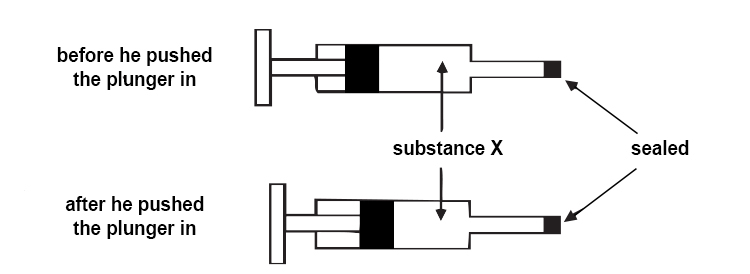 before he pushed
the plunger in
substance X
sealed
after he pushed
the plunger in